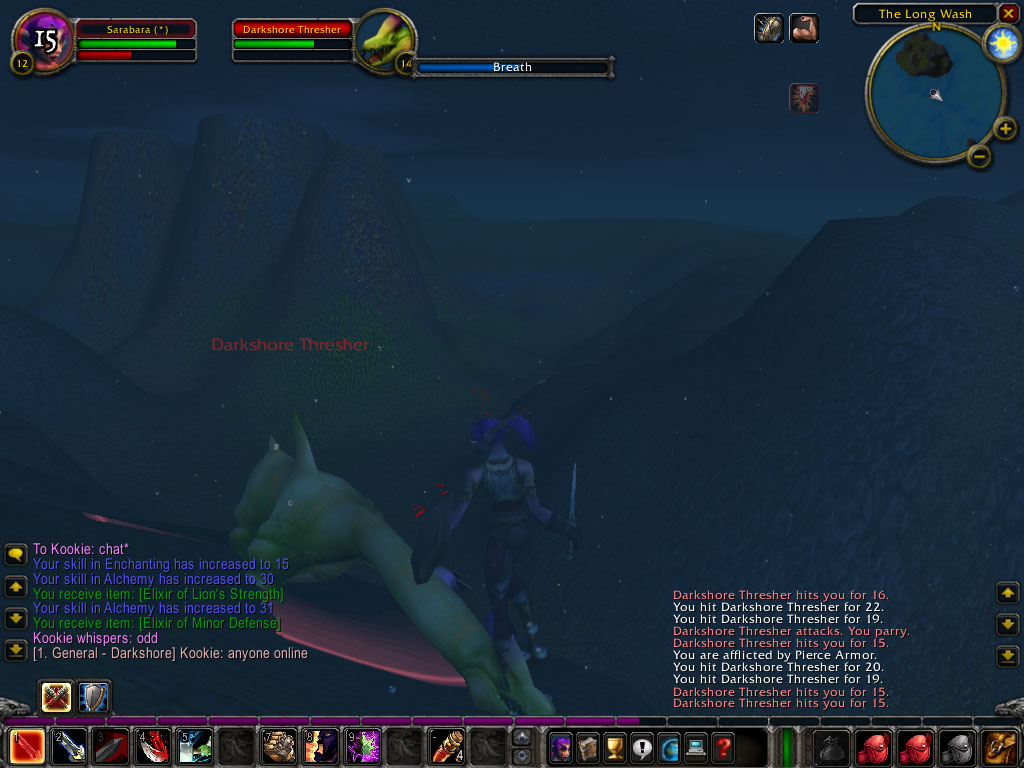 Sarabara (*)
15
12
Darkshore Thresher
14
Breath
The Long Wash
N
Darkshore Thresher
To Kookie: chat*
Your skill in Enchanting has increased to 15
Your skill in Alchemy has increased to 30
You receive item: [Elixir of Lion's Strength]
Your skill in Alchemy has increased to 31
You receive item: [Elixir of Minor Defense]
Kookie whispers: odd
[1. General - Darkshore] Kookie: anyone online
Darkshore Thresher hits you for 16.
You hit Darkshore Thresher for 22.
You hit Darkshore Thresher for 19.
Darkshore Thresher attacks. You parry.
Darkshore Thresher hits you for 15.
You are afflicted by Pierce Armor.
You hit Darkshore Thresher for 20.
You hit Darkshore Thresher for 19.
Darkshore Thresher hits you for 15.
Darkshore Thresher hits you for 15.
1 2 3 4 5 7 8 9